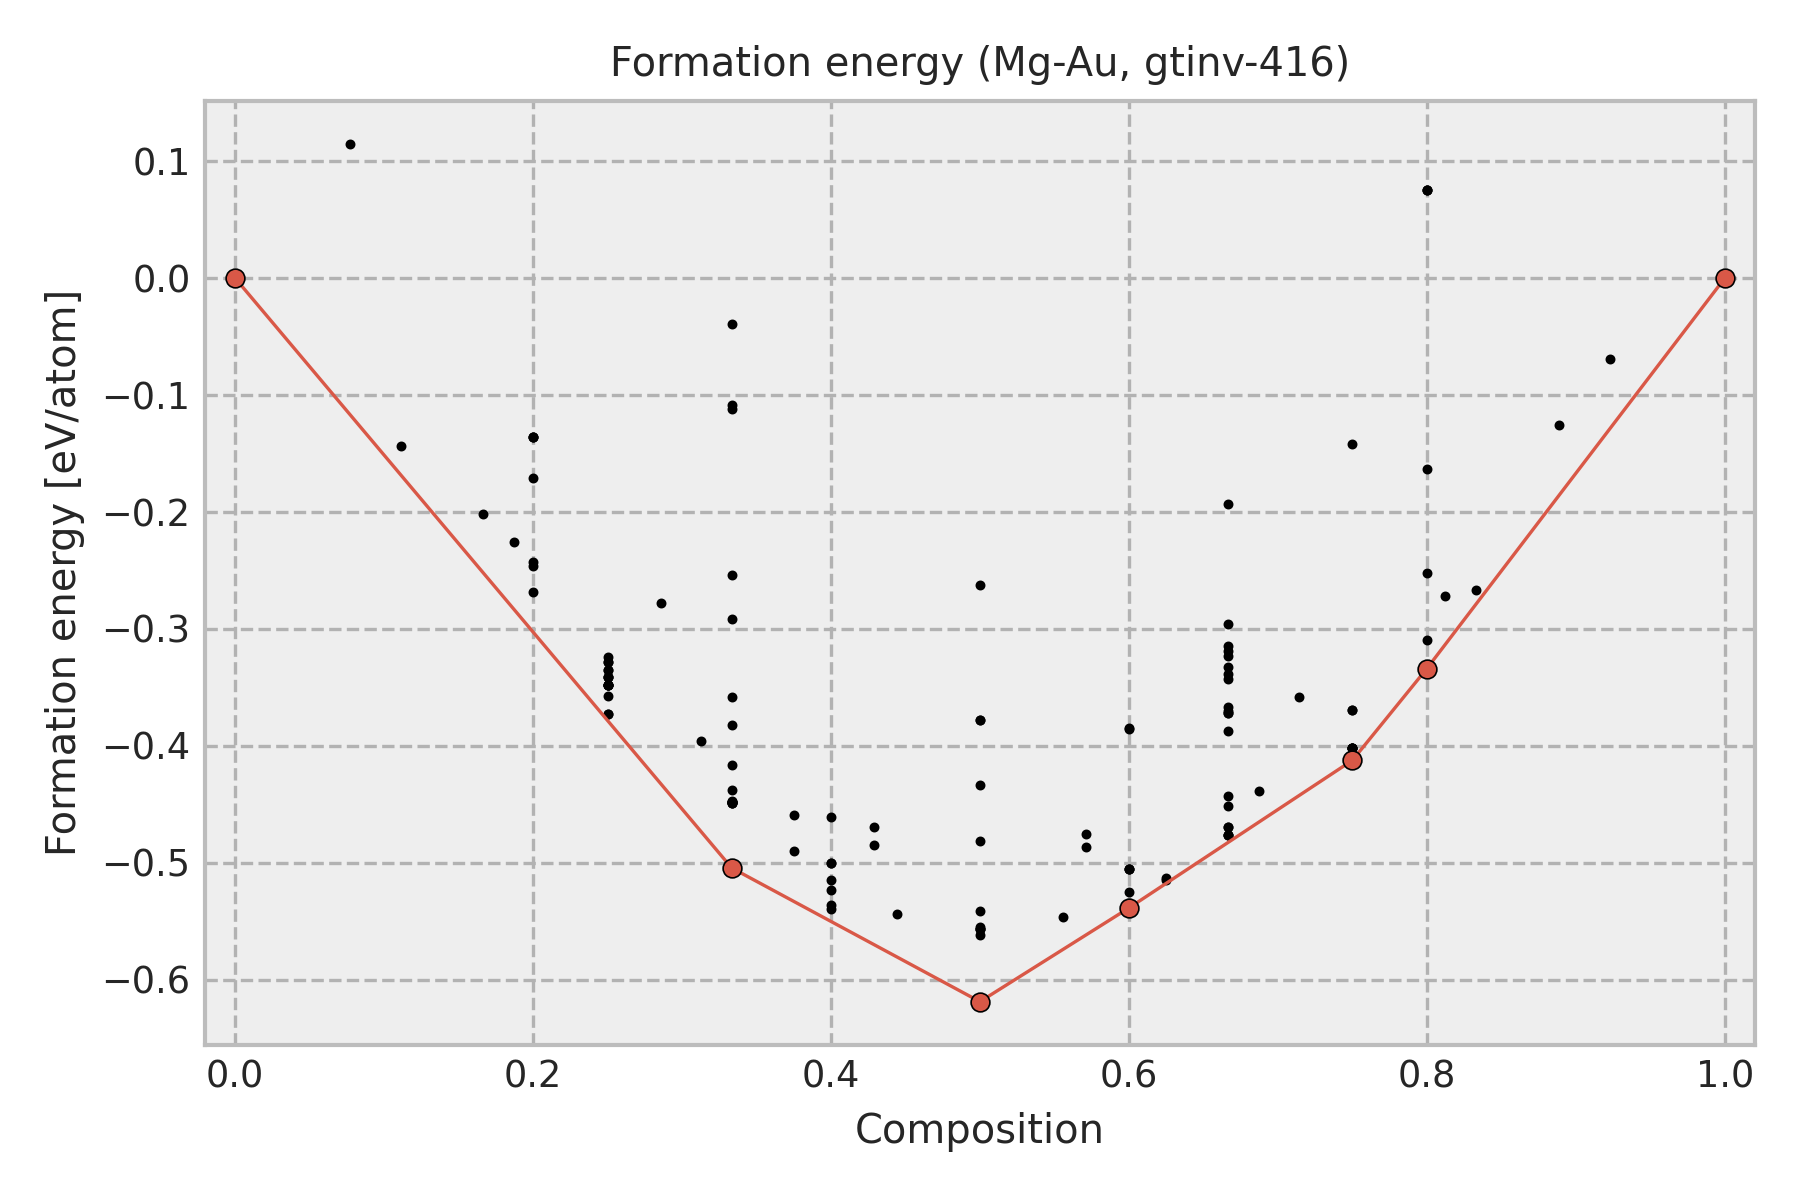 Formation energy (Mg-Au, gtinv-416)
Formation energy [eV/atom]
0.1
0.0
−0.1
−0.2
−0.3
−0.4
−0.5
−0.6
0.0 0.2 0.4 0.6 0.8 1.0
Composition